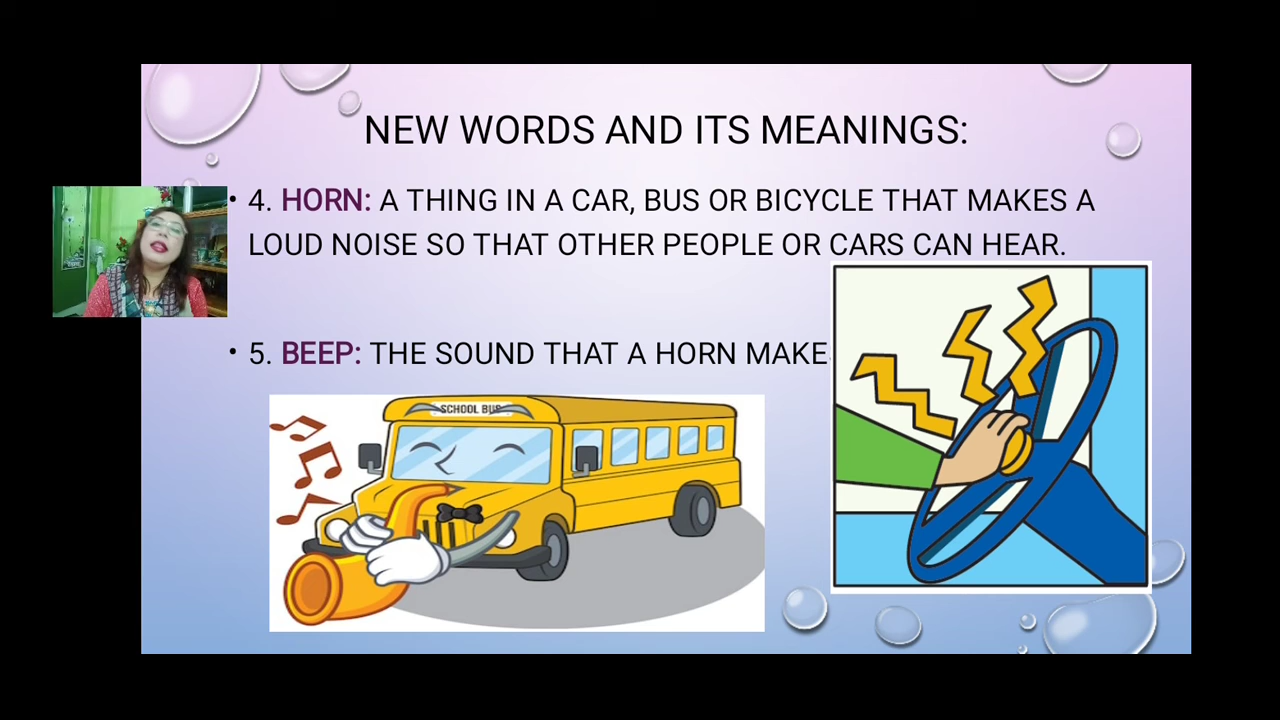 NEW WORDS AND ITS MEANINGS:
• 4. HORN: A THING IN A CAR, BUS OR BICYCLE THAT MAKES A
LOUD NOISE SO THAT OTHER PEOPLE OR CARS CAN HEAR.
• 5. BEEP: THE SOUND THAT A HORN MAKE
SCHOOL BUS